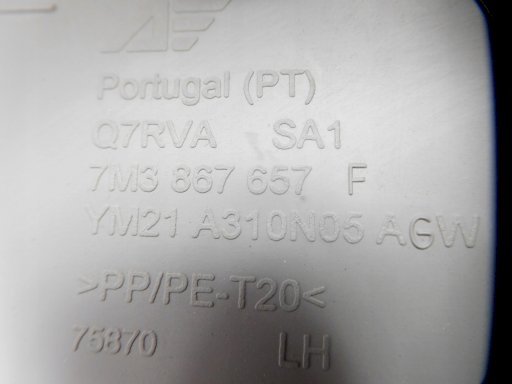 Portugal (PT)
Q7RVA SA1
7M3 867 657 F
YM21 A310N05 AGW
>PP/PE-T20<
75870 LH